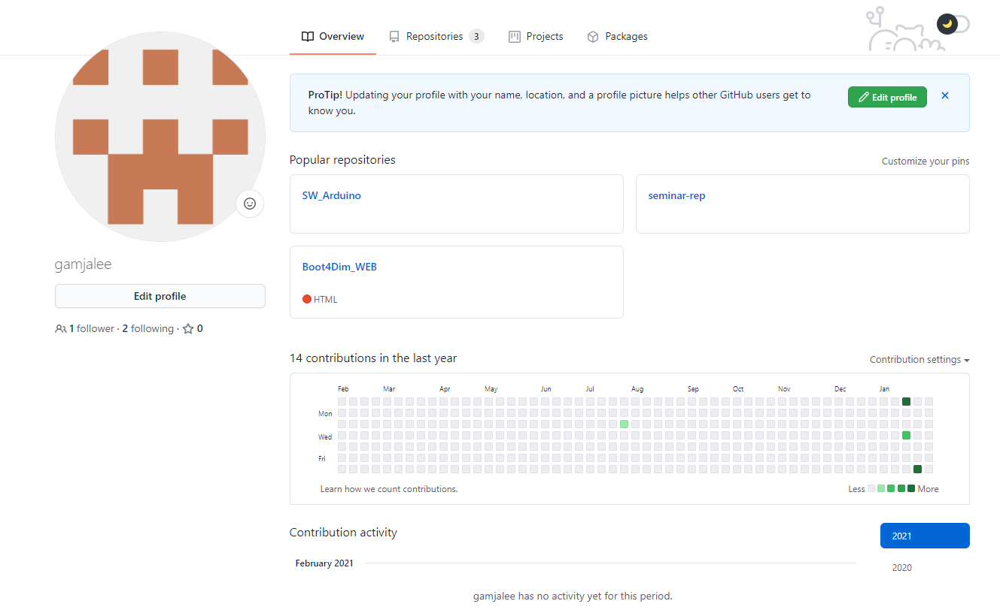 Overview Repositories 3 Projects Packages
ProTip! Updating your profile with your name, location, and a profile picture helps other GitHub users get to
know you.
Edit profile
Popular repositories
Customize your pins
SW_Arduino
seminar-rep
Boot4Dim_WEB
HTML
gamjalee
Edit profile
1 follower · 2 following · 0
14 contributions in the last year
Contribution settings
Feb Mar Apr May Jun Jul Aug Sep Oct Nov Dec Jan
Mon
Wed
Fri
Learn how we count contributions.
Less More
Contribution activity
2021
2020
February 2021
gamjalee has no activity yet for this period.